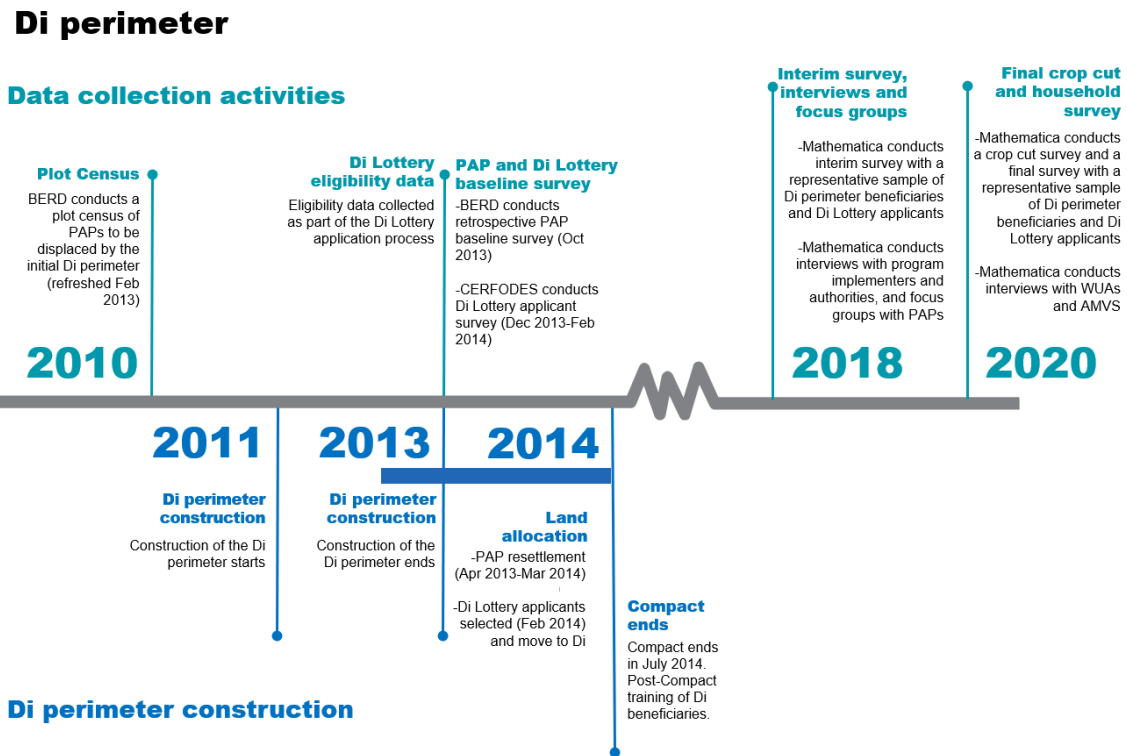 Di perimeter
Data collection activities
Plot Census
BERD conducts a
plot census of
PAPs to be
displaced by the
initial Di perimeter
(refreshed Feb
2013)
2010
Di Lottery
eligibility data
Eligibility data collected
as part of the Di Lottery
application process
PAP and Di Lottery
baseline survey
-BERD conducts
retrospective PAP
baseline survey (Oct
2013)
-CERFODES conducts
Di Lottery applicant
survey (Dec 2013-Feb
2014)
Interim survey,
interviews and
focus groups
-Mathematica conducts
interim survey with a
representative sample of
Di perimeter beneficiaries
and Di Lottery applicants
-Mathematica conducts
interviews with program
implementers and
authorities, and focus
groups with PAPs
2018
Final crop cut
and household
survey
-Mathematica conducts
a crop cut survey and a
final survey with a
representative sample
of Di perimeter
beneficiaries and Di
Lottery applicants
-Mathematica conducts
interviews with WUAs
and AMVS
2020
2011
Di perimeter
construction
Construction of the Di
perimeter starts
2013
Di perimeter
construction
Construction of the
Di perimeter ends
2014
Land
allocation
-PAP resettlement
(Apr 2013-Mar 2014)
-Di Lottery applicants
selected (Feb 2014)
and move to Di
Compact
ends
Compact ends
in July 2014.
Post-Compact
training of Di
beneficiaries.
Di perimeter construction